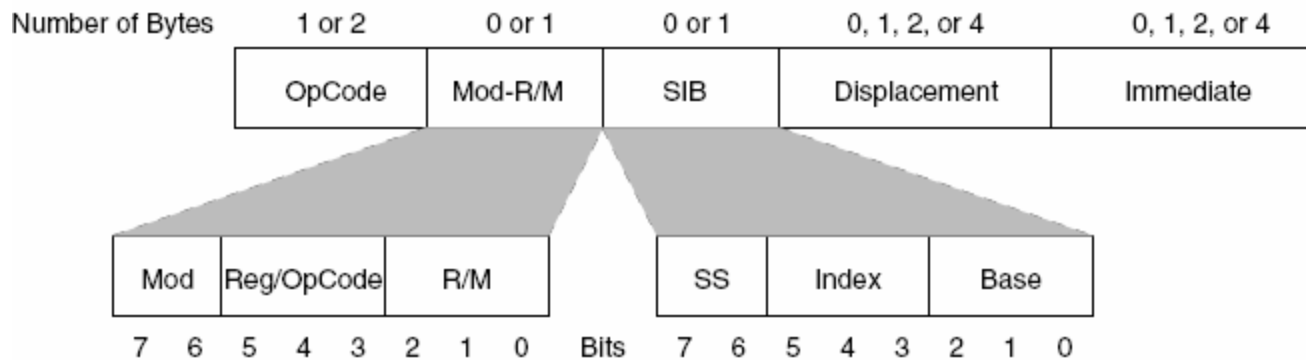 Number of Bytes 1 or 2 0 or 1 0 or 1 0, 1, 2, or 4 0, 1, 2, or 4
OpCode Mod-R/M SIB Displacement Immediate
Mod Reg/OpCode R/M SS Index Base
7 6 5 4 3 2 1 0 Bits 7 6 5 4 3 2 1 0